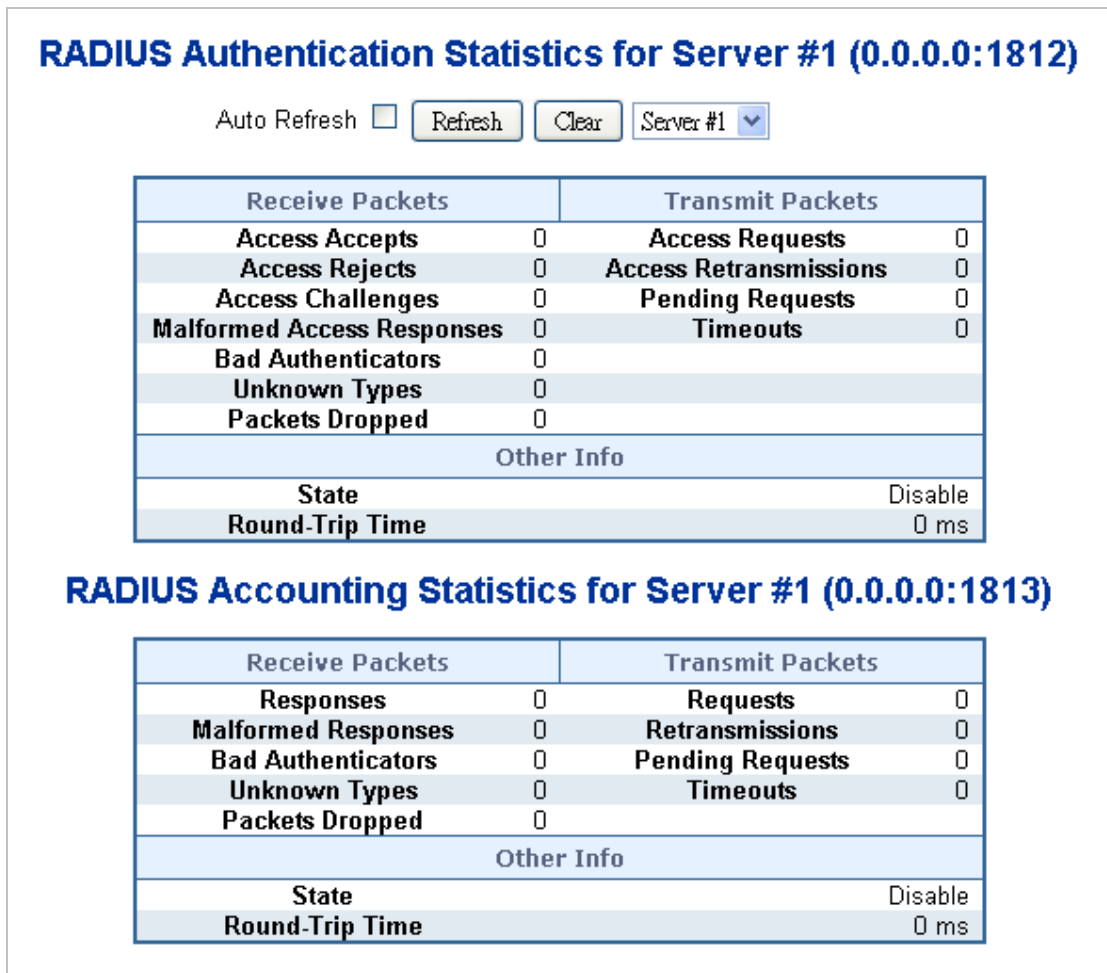 RADIUS Authentication Statistics for Server #1 (0.0.0.0:1812)
Auto Refresh Refresh Clear Server #1
Receive Packets Transmit Packets
Access Accepts 0 Access Requests 0
Access Rejects 0 Access Retransmissions 0
Access Challenges 0 Pending Requests 0
Malformed Access Responses 0 Timeouts 0
Bad Authenticators 0
Unknown Types 0
Packets Dropped 0
Other Info
State Disable
Round-Trip Time 0 ms
RADIUS Accounting Statistics for Server #1 (0.0.0.0:1813)
Receive Packets Transmit Packets
Responses 0 Requests 0
Malformed Responses 0 Retransmissions 0
Bad Authenticators 0 Pending Requests 0
Unknown Types 0 Timeouts 0
Packets Dropped 0
Other Info
State Disable
Round-Trip Time 0 ms